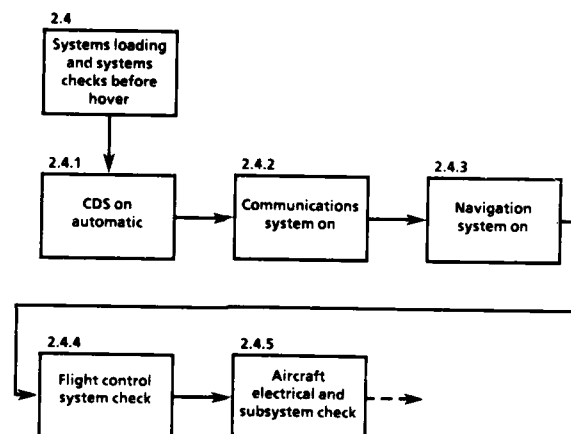 2.4
Systems loading
and systems
checks before
hover
2.4.1
CDS on
automatic
2.4.2
Communications
system on
2.4.3
Navigation
system on
2.4.4
Flight control
system check
2.4.5
Aircraft
electrical and
subsystem check